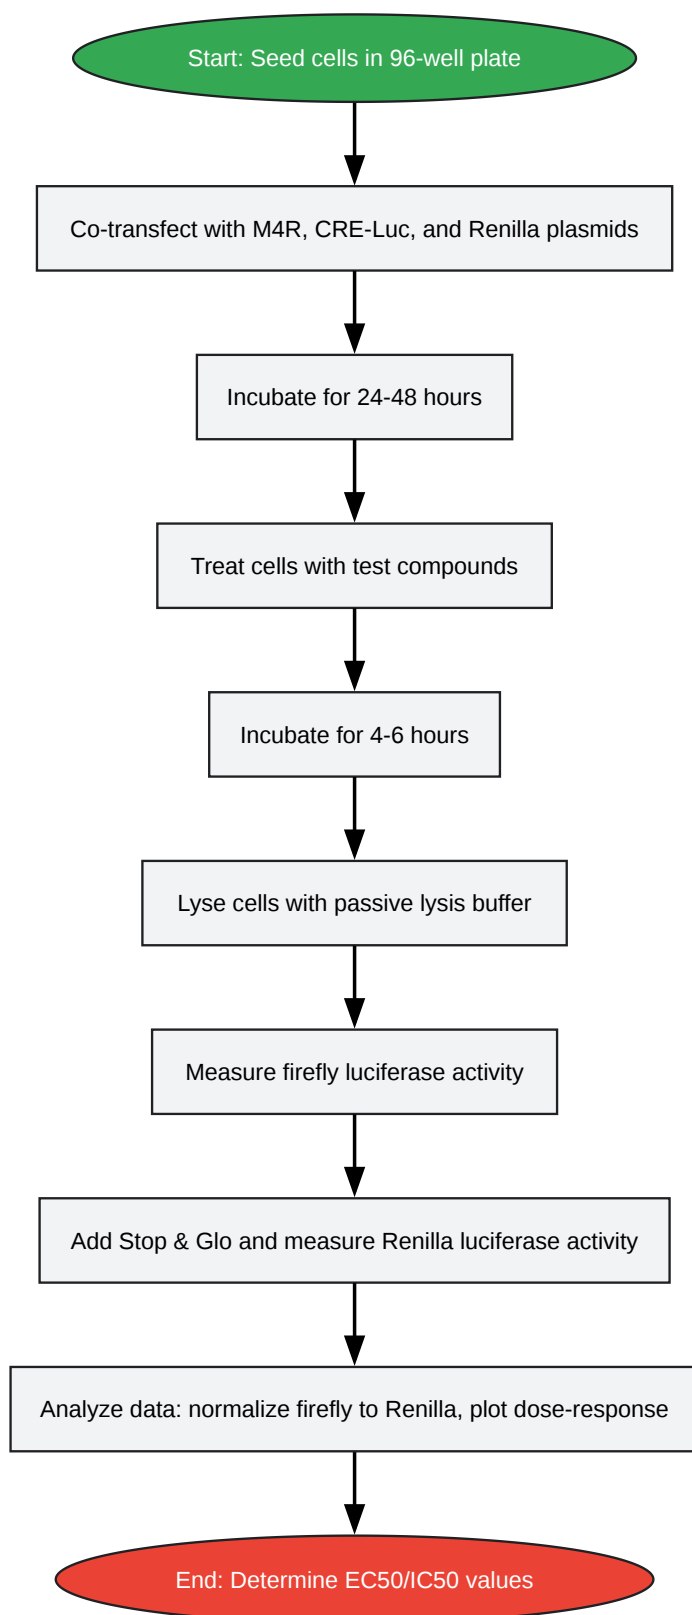 Start: Seed cells in 96-well plate
Co-transfect with M4R, CRE-Luc, and Renilla plasmids
Incubate for 24-48 hours
Treat cells with test compounds
Incubate for 4-6 hours
Lyse cells with passive lysis buffer
Measure firefly luciferase activity
Add Stop & Glo and measure Renilla luciferase activity
Analyze data: normalize firefly to Renilla, plot dose-response
End: Determine EC50/IC50 values